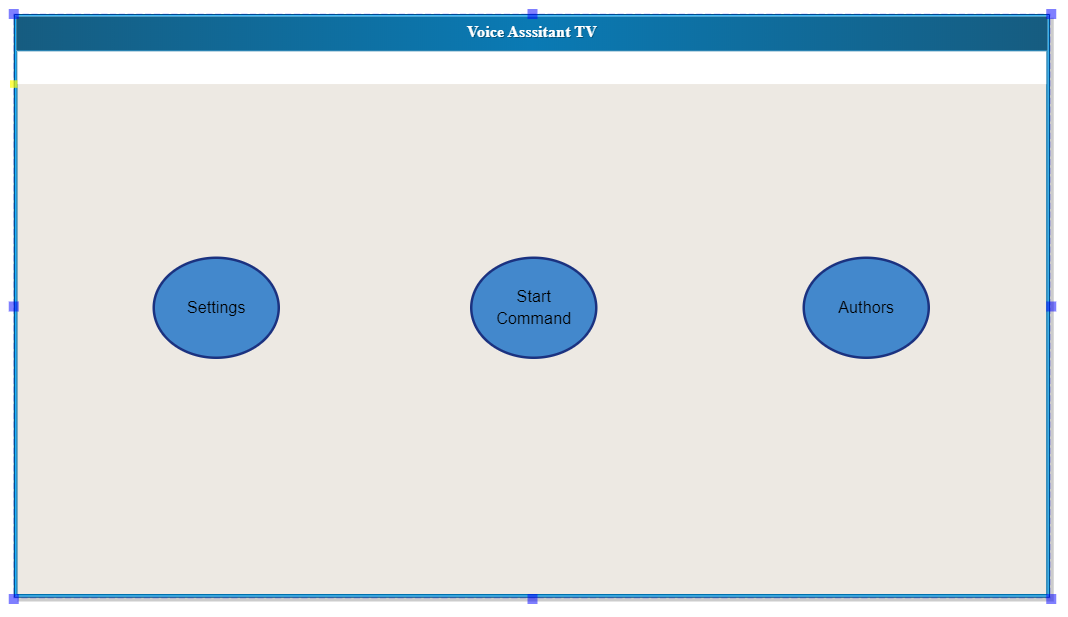 Voice Asssitant TV
Settings
Start
Command
Authors